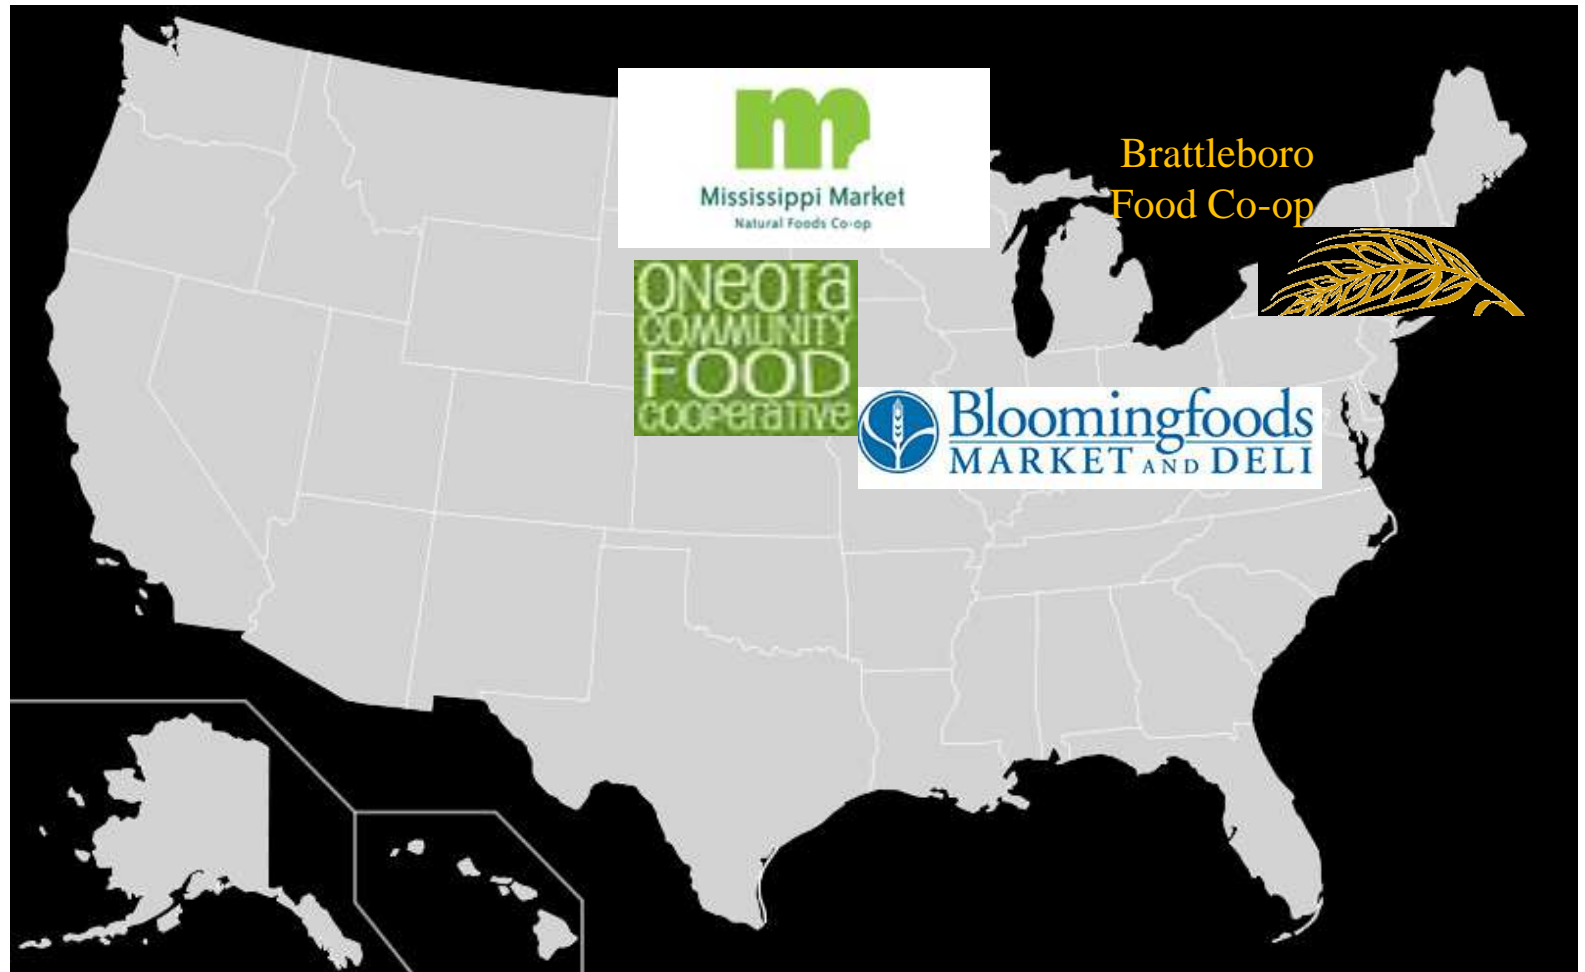 m
Mississippi Market
Natural Foods Co-op
Brattleboro
Food Co-op
ONeOTa
COMMUNITY
FOOD
cooperative
Bloomingfoods
MARKET AND DELI